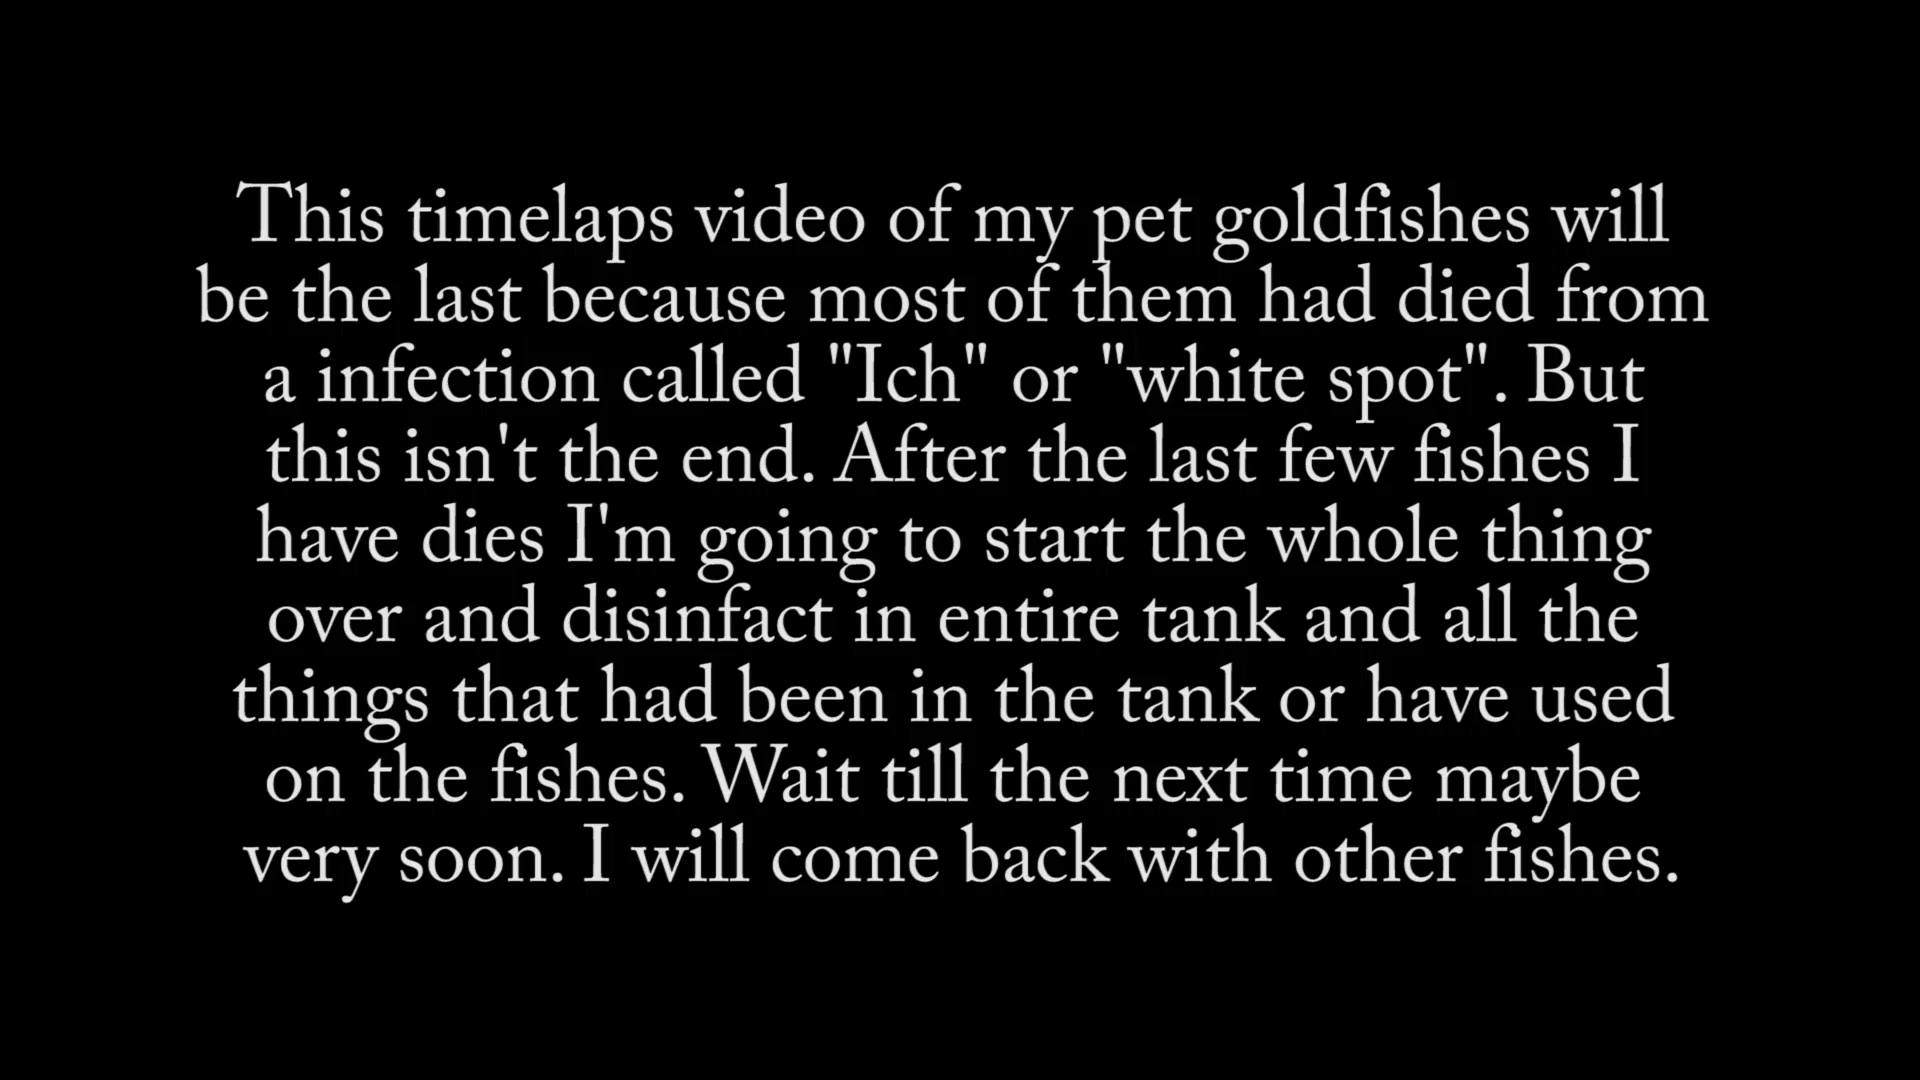 This timelaps video of my pet goldfishes will
be the last because most of them had died from
a infection called "Ich" or "white spot". But
this isn't the end. After the last few fishes I
have dies I'm going to start the whole thing
over and disinfact in entire tank and all the
things that had been in the tank or have used
on the fishes. Wait till the next time maybe
very soon. I will come back with other fishes.